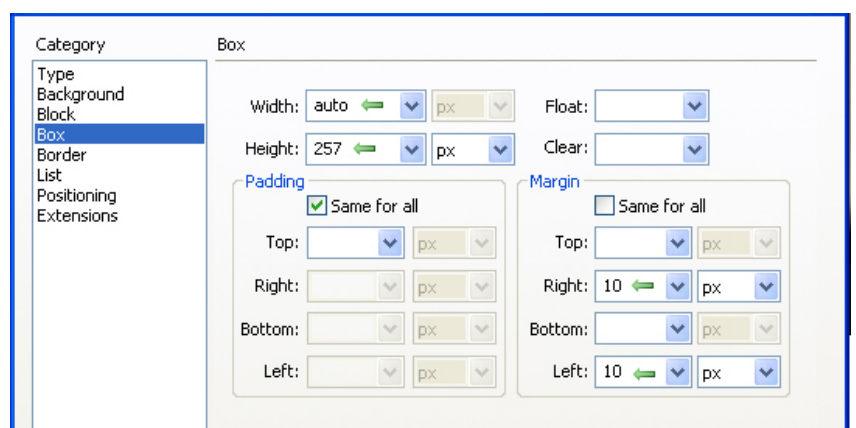 Category
Box
Type
Background
Block
Box
Border
List
Positioning
Extensions
Width: auto px Float:
Height: 257 px Clear:
Padding
Same for all
Top: px
Right: px
Bottom: px
Left: px
Margin
Same for all
Top: px
Right: 10 px
Bottom: px
Left: 10 px